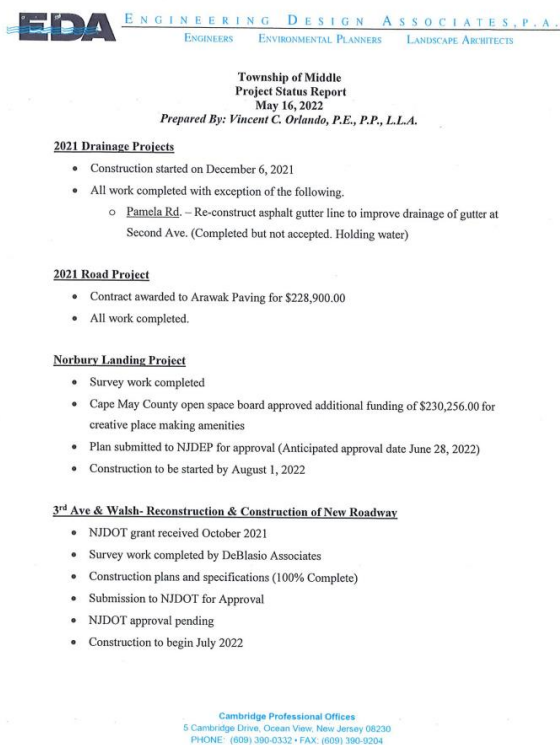 EDA ENGINEERING DESIGN ASSOCIATES, P.A.
ENGINEERS ENVIRONMENTAL PLANNERS LANDSCAPE ARCHITECTS
Township of Middle
Project Status Report
May 16, 2022
Prepared By: Vincent C. Orlando, P.E., P.P., L.L.A.
2021 Drainage Projects
• Construction started on December 6, 2021
• All work completed with exception of the following.
o Pamela Rd. – Re-construct asphalt gutter line to improve drainage of gutter at
Second Ave. (Completed but not accepted. Holding water)
2021 Road Project
• Contract awarded to Arawak Paving for $228,900.00
• All work completed.
Norbury Landing Project
• Survey work completed
• Cape May County open space board approved additional funding of $230,256.00 for
creative place making amenities
• Plan submitted to NJDEP for approval (Anticipated approval date June 28, 2022)
• Construction to be started by August 1, 2022
3rd Ave & Walsh- Reconstruction & Construction of New Roadway
• NJDOT grant received October 2021
• Survey work completed by DeBlasio Associates
• Construction plans and specifications (100% Complete)
• Submission to NJDOT for Approval
• NJDOT approval pending
• Construction to begin July 2022
Cambridge Professional Offices
5 Cambridge Drive, Ocean View, New Jersey 08230
PHONE: (609) 390-0332 • FAX: (609) 390-9204